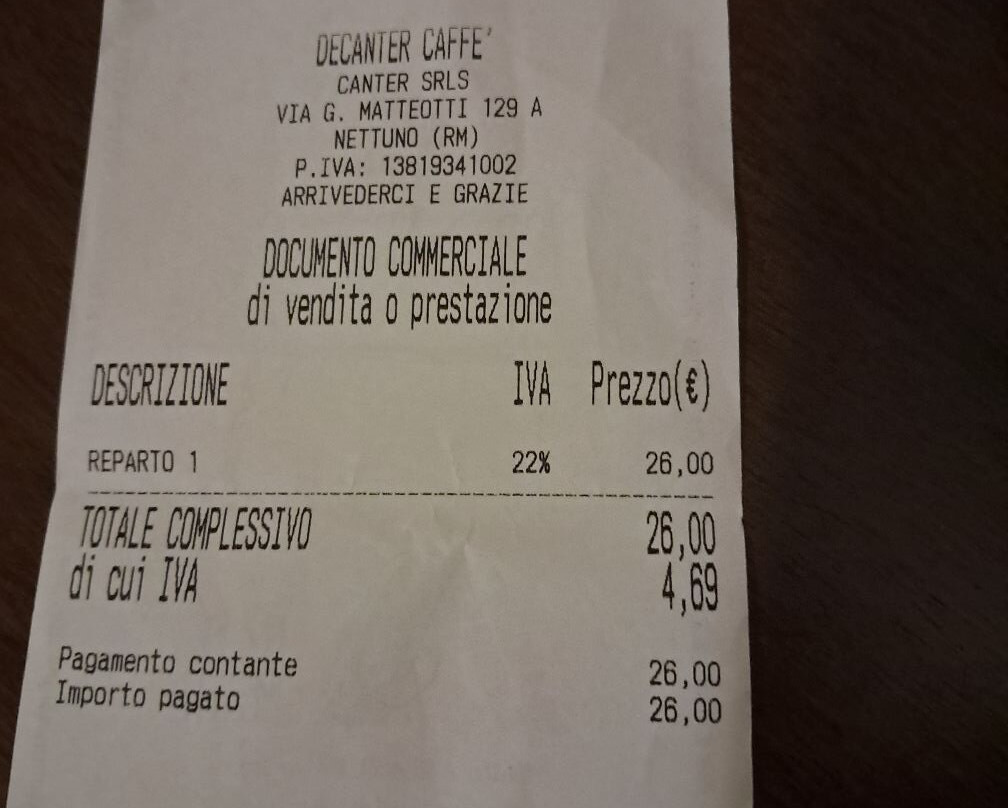 DECANTER CAFFE'
CANTER SRLS
VIA G. MATTEOTTI 129 A
NETTUNO (RM)
P.IVA: 13819341002
ARRIVEDERCI E GRAZIE
DOCUMENTO COMMERCIALE
di vendita o prestazione
DESCRIZIONE IVA Prezzo(€)
REPARTO 1 22% 26,00
TOTALE COMPLESSIVO 26,00
di cui IVA 4,69
Pagamento contante 26,00
Importo pagato 26,00